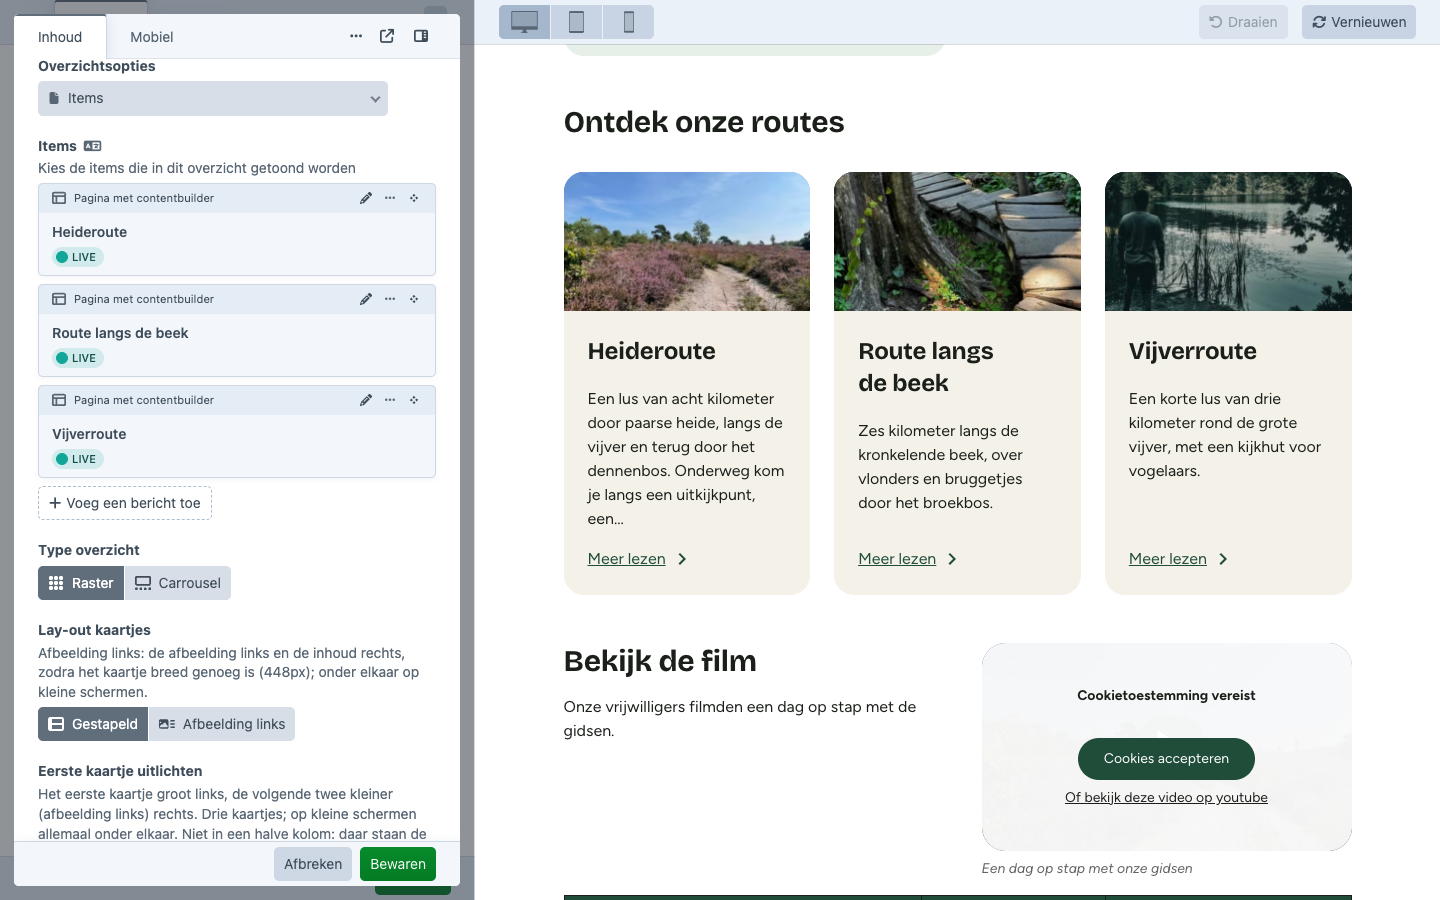 Inhoud
Mobiel
Draaien
Vernieuwen
Overzichtsopties
Items
Items
Kies de items die in dit overzicht getoond worden
Pagina met contentbuilder
Heideroute
LIVE
Pagina met contentbuilder
Route langs de beek
LIVE
Pagina met contentbuilder
Vijverroute
LIVE
+ Voeg een bericht toe
Type overzicht
Raster
Carrousel
Lay-out kaartjes
Afbeelding links: de afbeelding links en de inhoud rechts,
zodra het kaartje breed genoeg is (448px); onder elkaar op
kleine schermen.
Gestapeld
Afbeelding links
Eerste kaartje uitlichten
Het eerste kaartje groot links, de volgende twee kleiner
(afbeelding links) rechts. Drie kaartjes; op kleine schermen
allemaal onder elkaar. Niet in een halve kolom: daar staan de
Afbreken
Bewaren
Ontdek onze routes
Heideroute
Een lus van acht kilometer
door paarse heide, langs de
vijver en terug door het
dennenbos. Onderweg kom
je langs een uitkijkpunt,
een...
Meer lezen
Route langs
de beek
Zes kilometer langs de
kronkelende beek, over
vlonders en bruggetjes
door het broekbos.
Meer lezen
Vijverroute
Een korte lus van drie
kilometer rond de grote
vijver, met een kijkhut voor
vogelaars.
Meer lezen
Bekijk de film
Onze vrijwilligers filmden een dag op stap met de
gidsen.
Cookietoestemming vereist
Cookies accepteren
Of bekijk deze video op youtube
Een dag op stap met onze gidsen